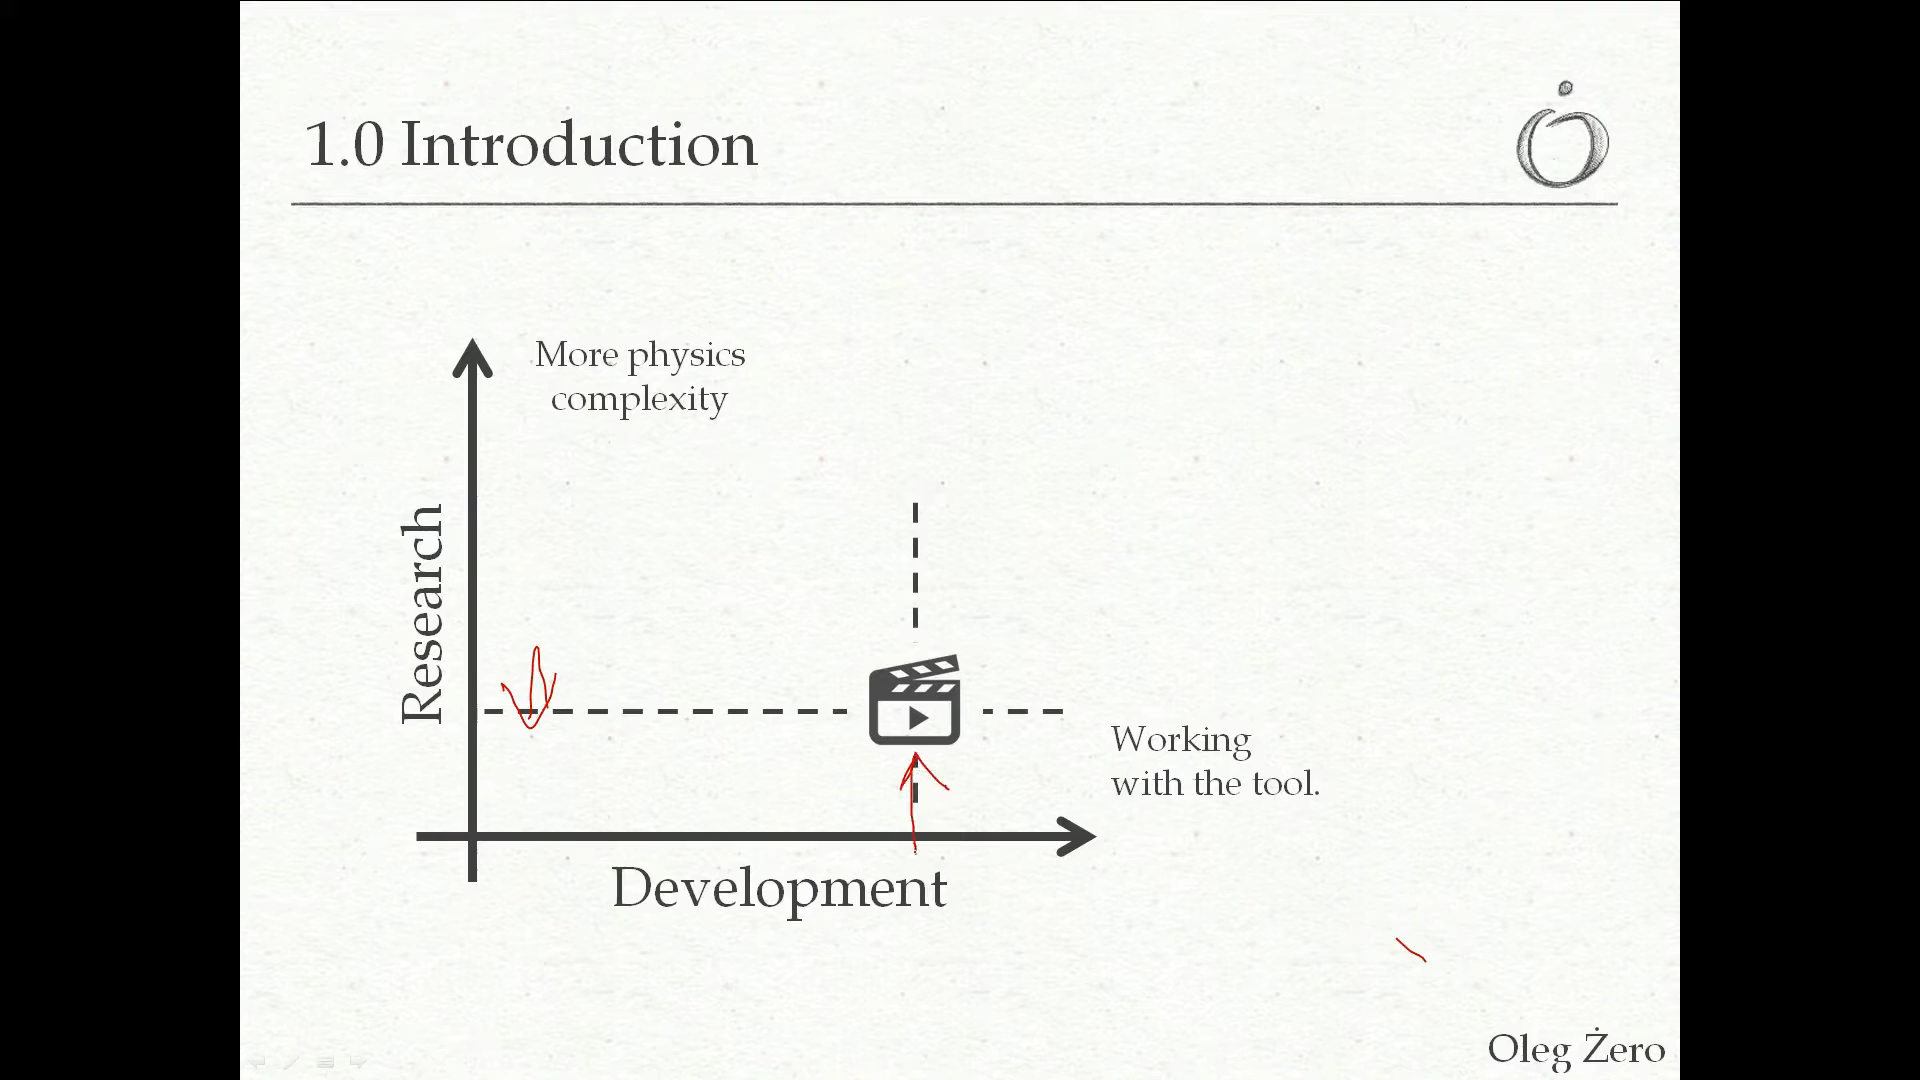 1.0 Introduction
More physics
complexity
Research
Working
with the tool.
Development
Oleg Żero